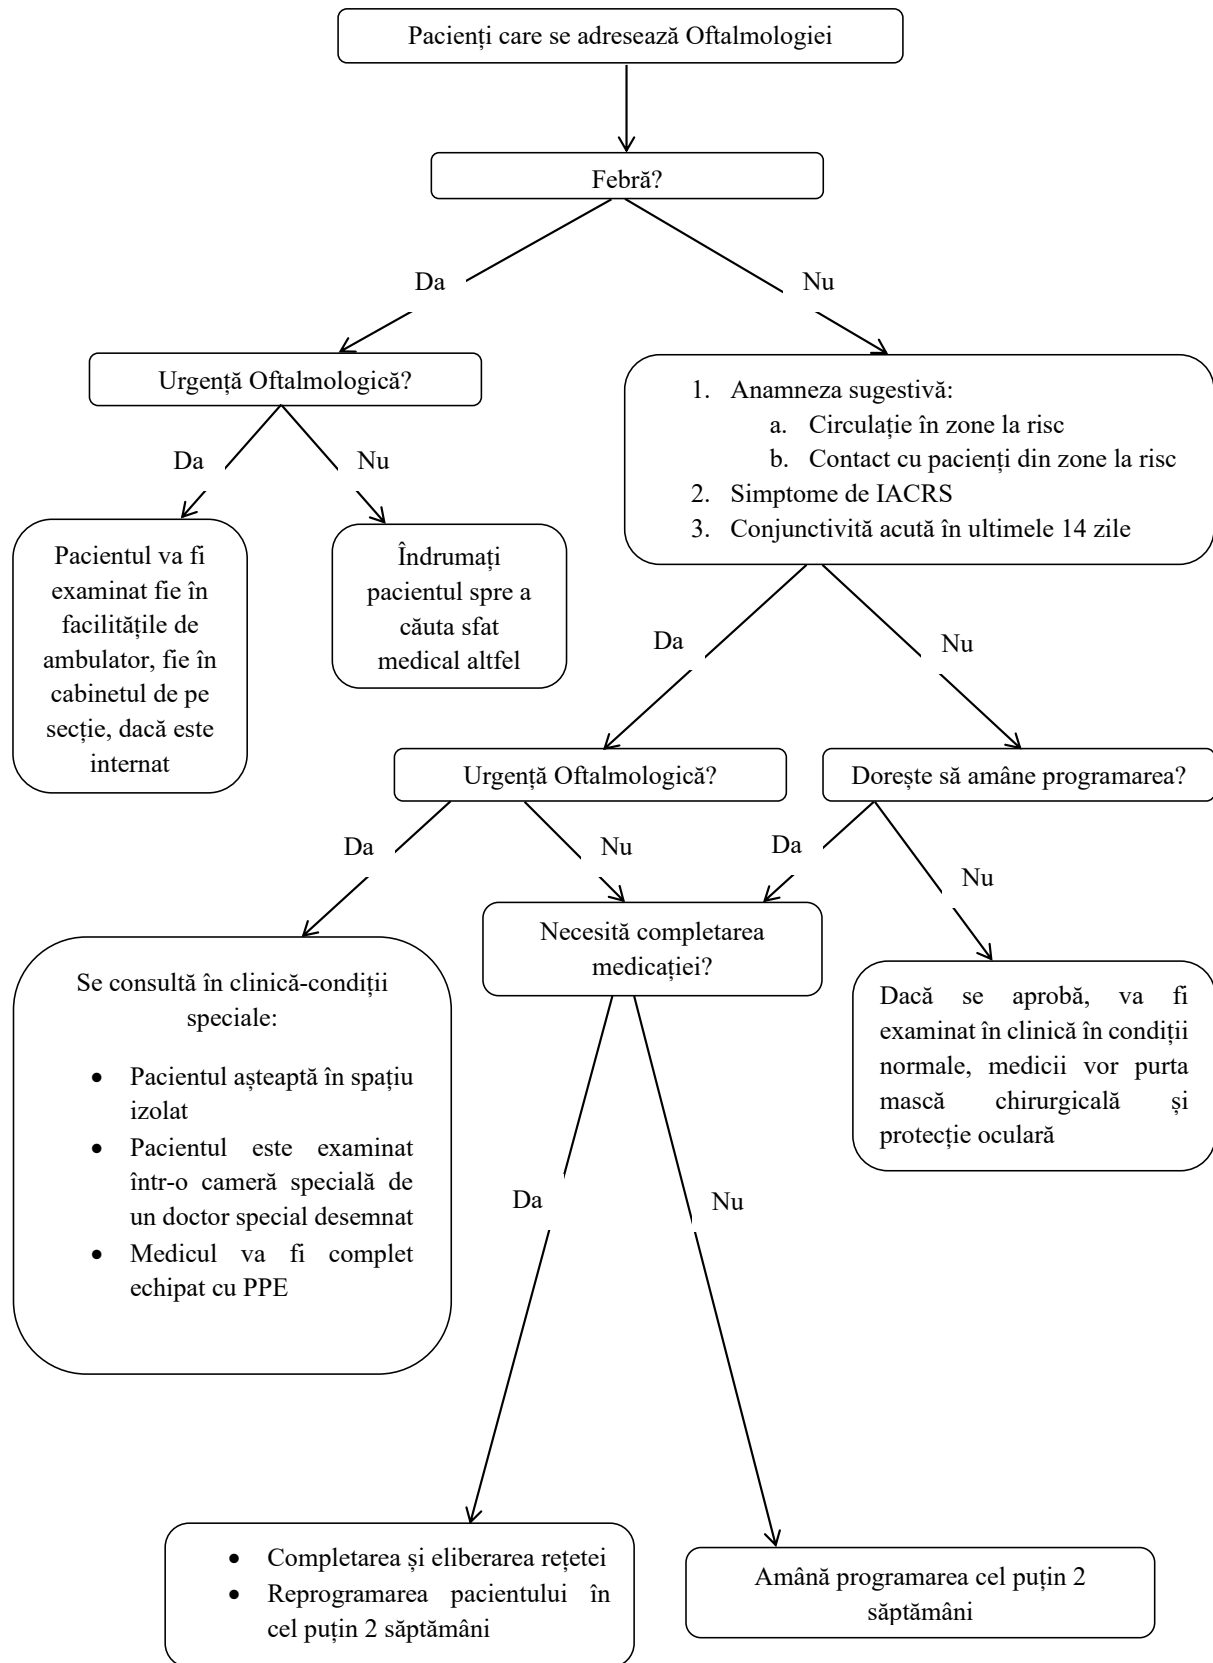 Pacienți care se adresează Oftalmologiei
Febră?
Da
Nu
Urgență Oftalmologică?
1. Anamneza sugestivă:
a. Circulație în zone la risc
b. Contact cu pacienți din zone la risc
2. Simptome de IACRS
3. Conjunctivită acută în ultimele 14 zile
Da
Nu
Pacientul va fi
examinat fie în
facilitățile de
ambulator, fie în
cabinetul de pe
secție, dacă este
internat
Îndrumați
pacientul spre a
căuta sfat
medical altfel
Da
Nu
Urgență Oftalmologică?
Dorește să amâne programarea?
Da
Nu
Da
Nu
Necesită completarea
medicației?
Se consultă în clinică-condiții
speciale:
• Pacientul așteaptă în spațiu
izolat
• Pacientul este examinat
într-o cameră specială de
un doctor special desemnat
• Medicul va fi complet
echipat cu PPE
Dacă se aprobă, va fi
examinat în clinică în condiții
normale, medicii vor purta
mască chirurgicală și
protecție oculară
Da
Nu
• Completarea și eliberarea rețetei
• Reprogramarea pacientului în
cel puțin 2 săptămâni
Amână programarea cel puțin 2
săptămâni